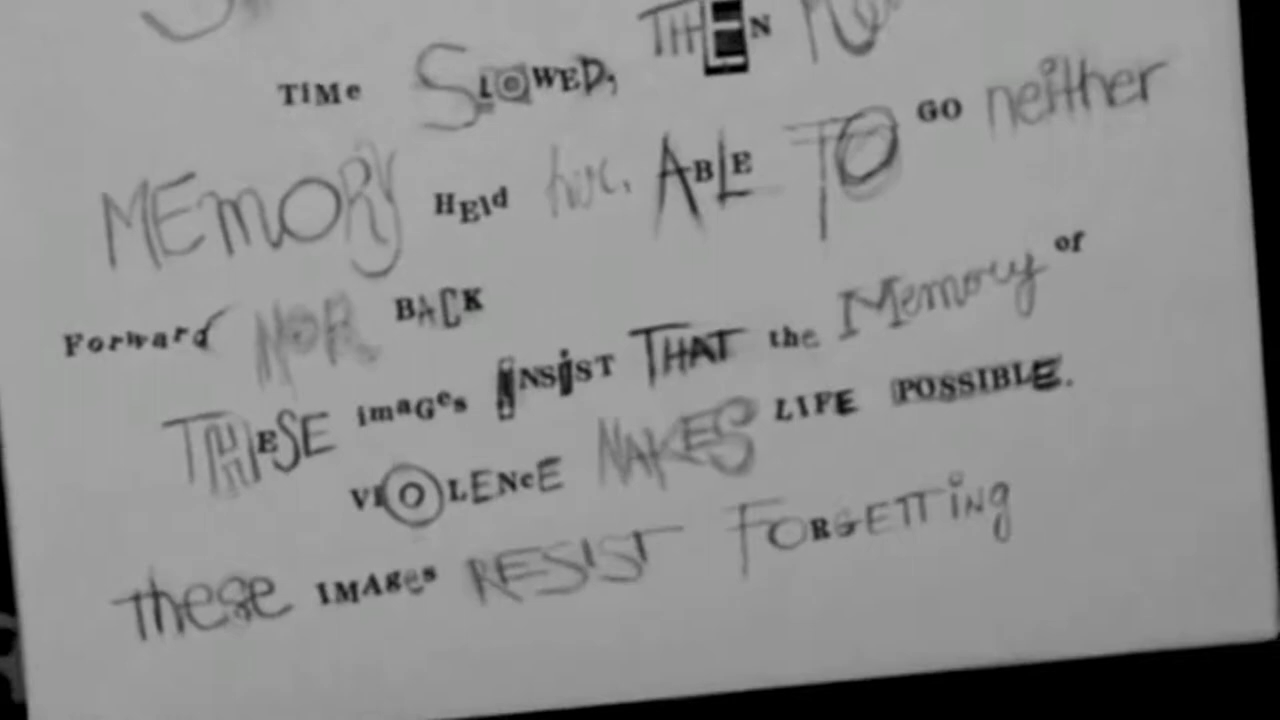 TiMe SLOWED, THEN
MEmORY HEld her. ABLE TO GO neither
Forward NOR BACK
THESE imaGes iNSiST THAT the Memory of
VIOLENcE MAKES LIFE POSSIBLE.
these IMAges RESIST FORGETTiNg